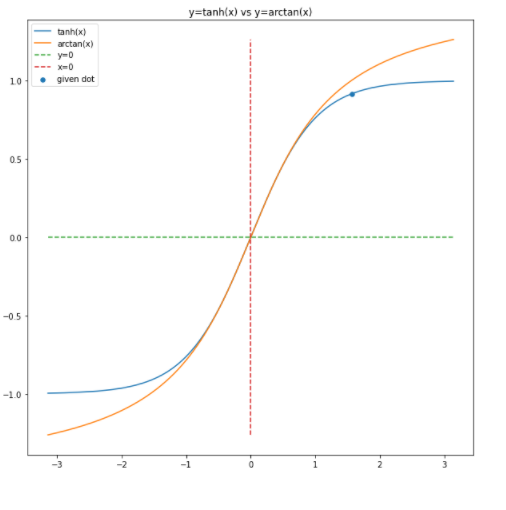 y=tanh(x) vs y=arctan(x)
tanh(x)
arctan(x)
y=0
x=0
given dot
1.0
0.5
0.0
−0.5
−1.0
−3
−2
−1
0
1
2
3